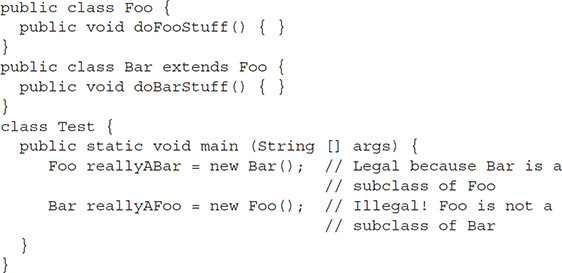 public class Foo {
  public void doFooStuff() { }
}
public class Bar extends Foo {
  public void doBarStuff() { }
}
class Test {
  public static void main (String [] args) {
     Foo reallyABar = new Bar();  // Legal because Bar is a
                                  // subclass of Foo
     Bar reallyAFoo = new Foo();  // Illegal! Foo is not a
                                  // subclass of Bar
  }
}